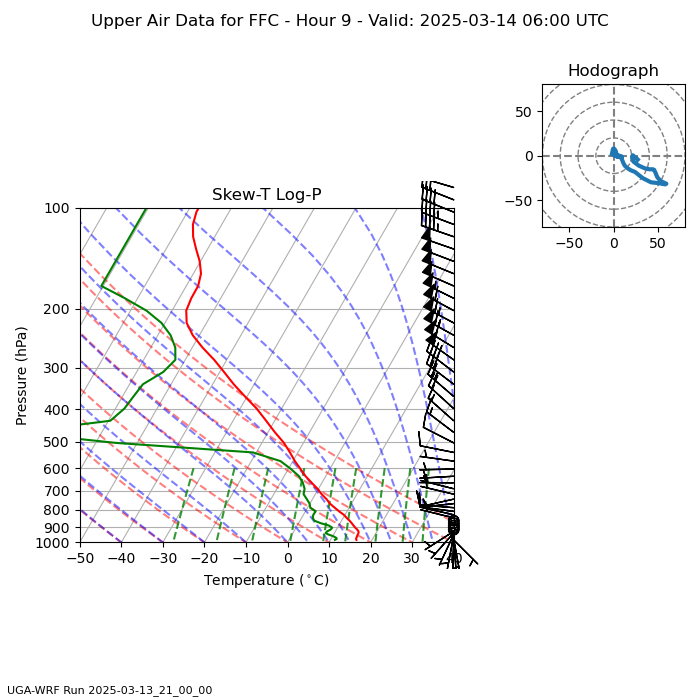 Upper Air Data for FFC - Hour 9 - Valid: 2025-03-14 06:00 UTC
Hodograph
50
0
−50
−50 0 50
Skew-T Log-P
100
200
300
400
500
600
700
800
900
1000
Pressure (hPa)
−50 −40 −30 −20 −10 0 10 20 30 40
Temperature (°C)
UGA-WRF Run 2025-03-13_21_00_00